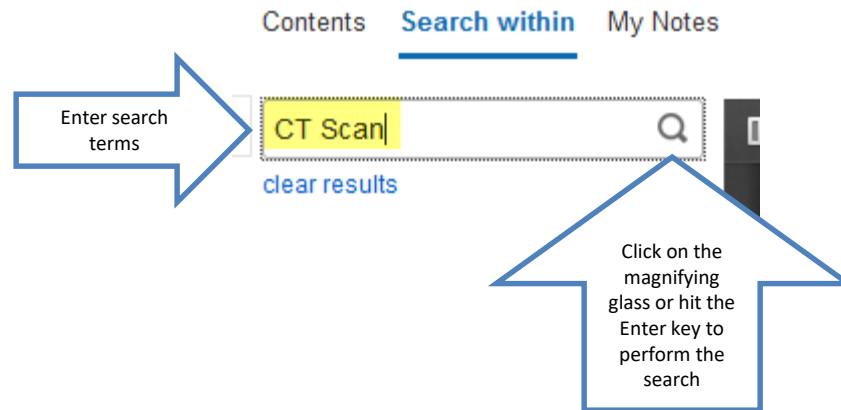 Contents Search within My Notes
Enter search
terms
CT Scan
clear results
Click on the
magnifying
glass or hit the
Enter key to
perform the
search